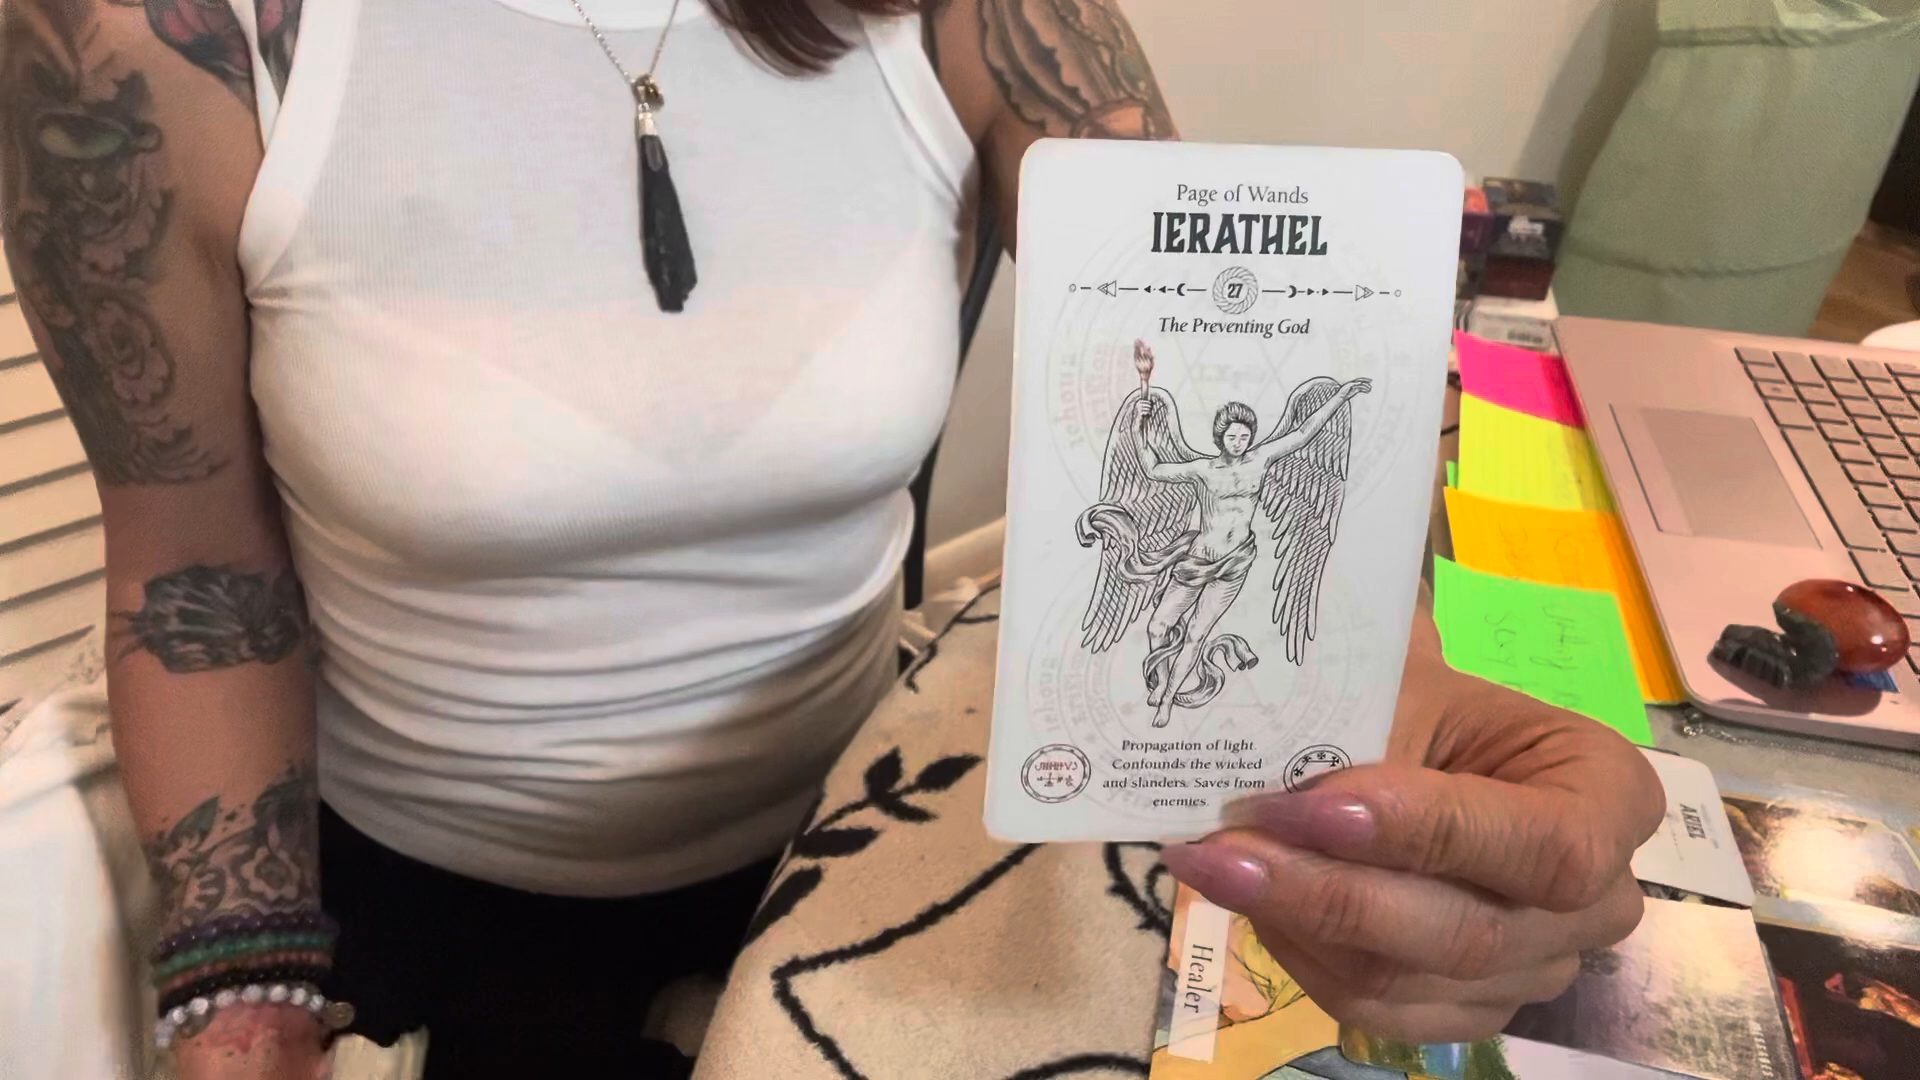 Page of Wands
IERATHEL
27
The Preventing God
Propagation of light.
Confounds the wicked
and slanders. Saves from
enemies.
ARIEL
Healer